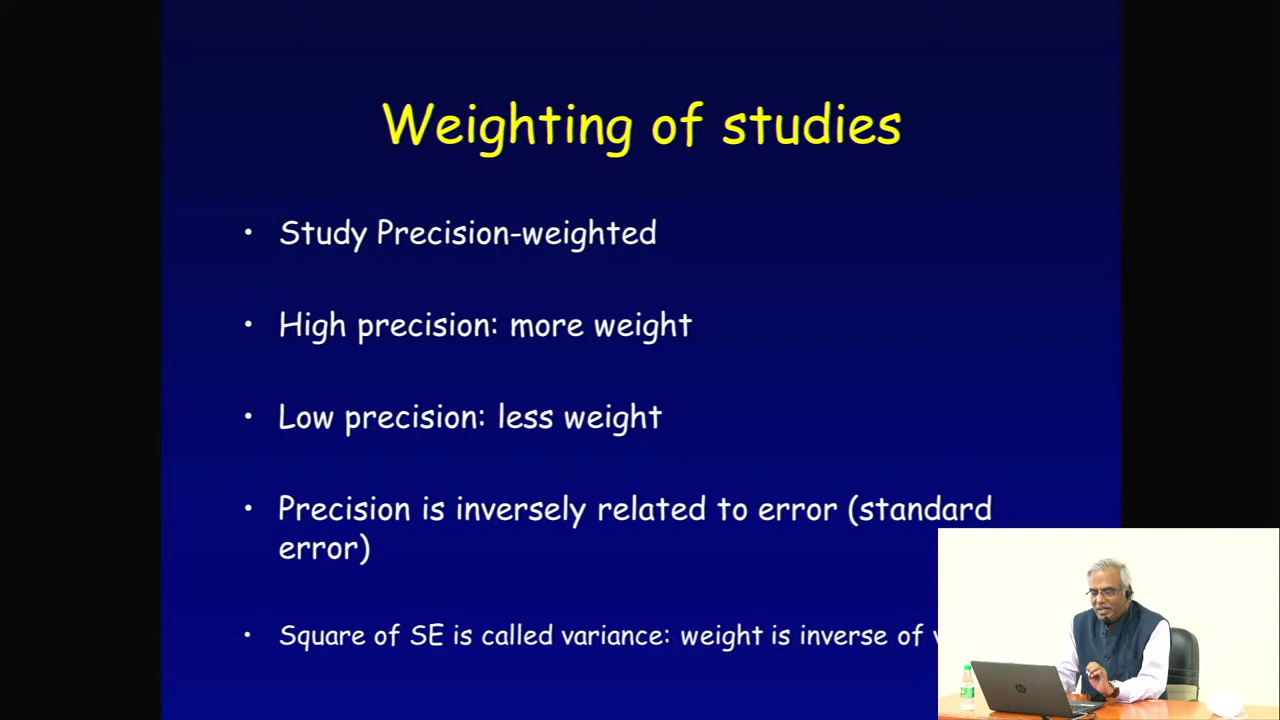 Weighting of studies
• Study Precision-weighted
• High precision: more weight
• Low precision: less weight
• Precision is inversely related to error (standard
error)
• Square of SE is called variance: weight is inverse of